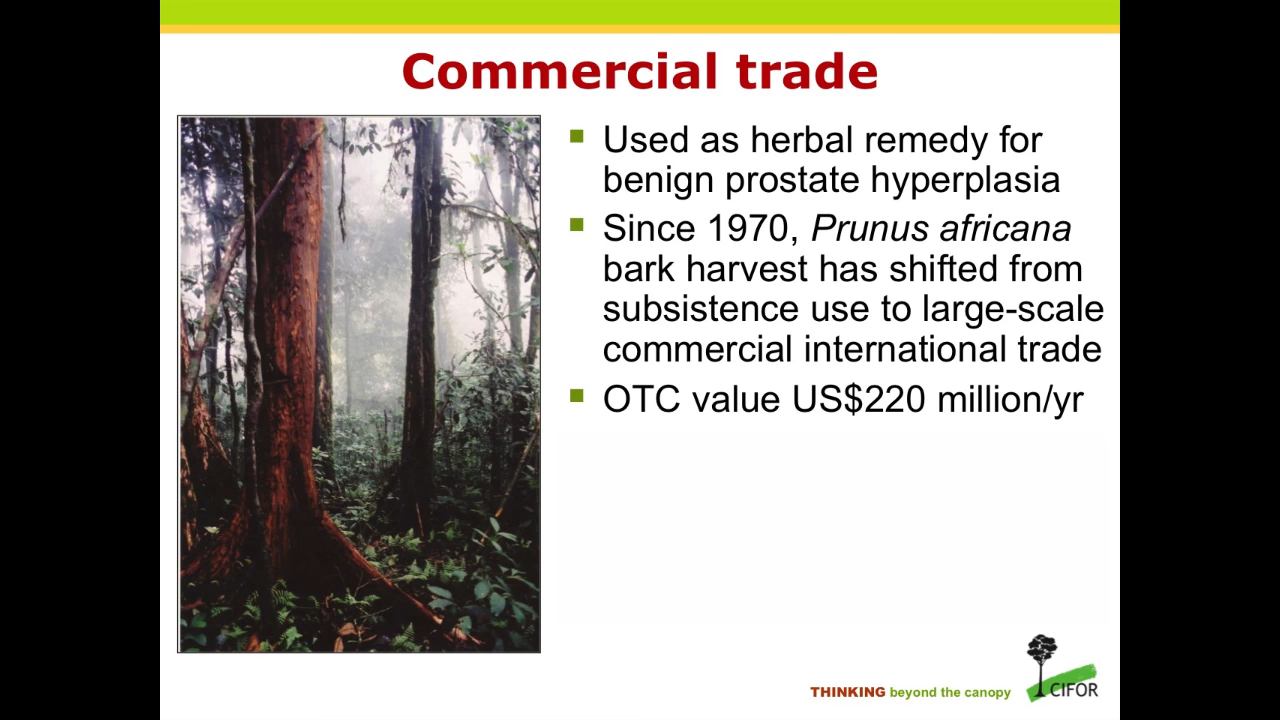 Commercial trade
Used as herbal remedy for
benign prostate hyperplasia
Since 1970, Prunus africana
bark harvest has shifted from
subsistence use to large-scale
commercial international trade
OTC value US$220 million/yr
THINKING beyond the canopy
CIFOR